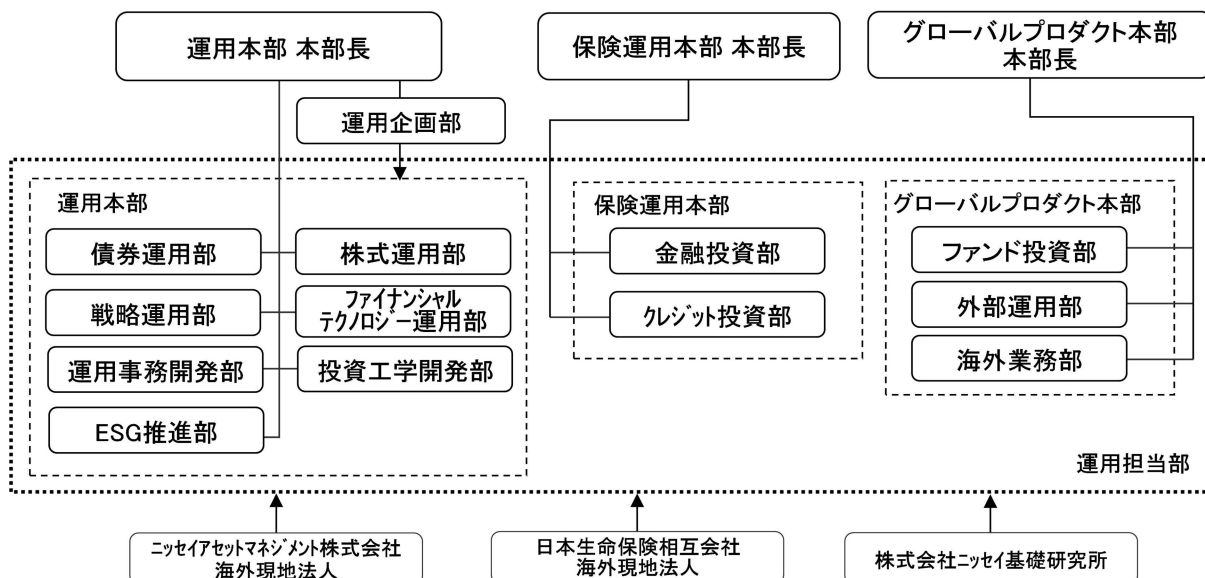 運用本部 本部長
保険運用本部 本部長
グローバルプロダクト本部
本部長
運用企画部
運用本部
債券運用部
株式運用部
戦略運用部
ファイナンシャル
テクノロジー運用部
運用事務開発部
投資工学開発部
ESG推進部
保険運用本部
金融投資部
クレジット投資部
グローバルプロダクト本部
ファンド投資部
外部運用部
海外業務部
運用担当部
ニッセイアセットマネジメント株式会社
海外現地法人
日本生命保険相互会社
海外現地法人
株式会社ニッセイ基礎研究所